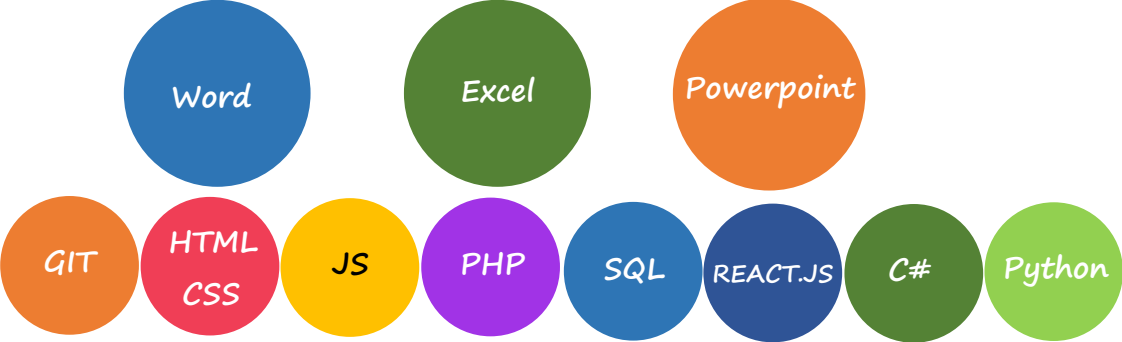 Word
Excel
Powerpoint
GIT
HTML
CSS
JS
PHP
SQL
REACT.JS
C#
Python